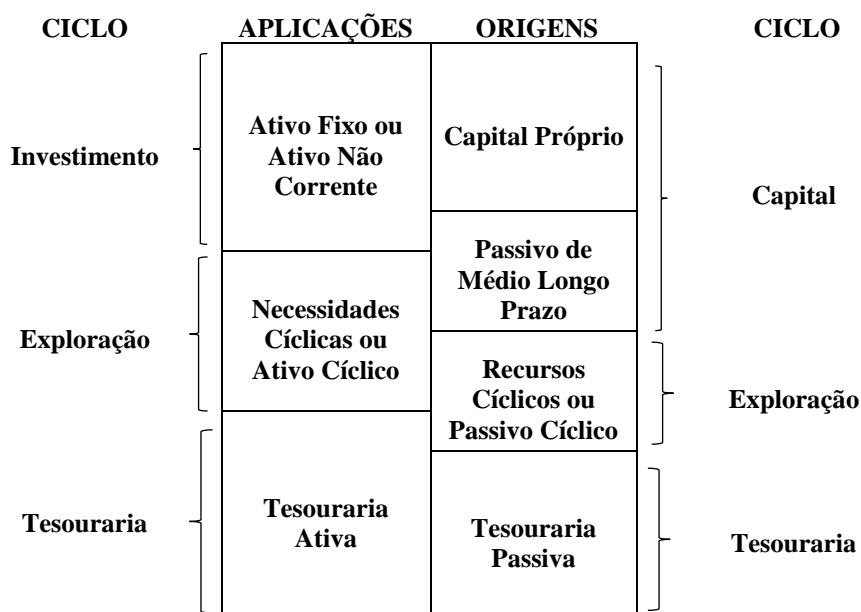 CICLO APLICAÇÕES ORIGENS CICLO
Investimento
Ativo Fixo ou
Ativo Não
Corrente
Capital Próprio
Capital
Passivo de
Médio Longo
Prazo
Exploração
Necessidades
Cíclicas ou
Ativo Cíclico
Recursos
Cíclicos ou
Passivo Cíclico
Exploração
Tesouraria
Tesouraria
Ativa
Tesouraria
Passiva
Tesouraria